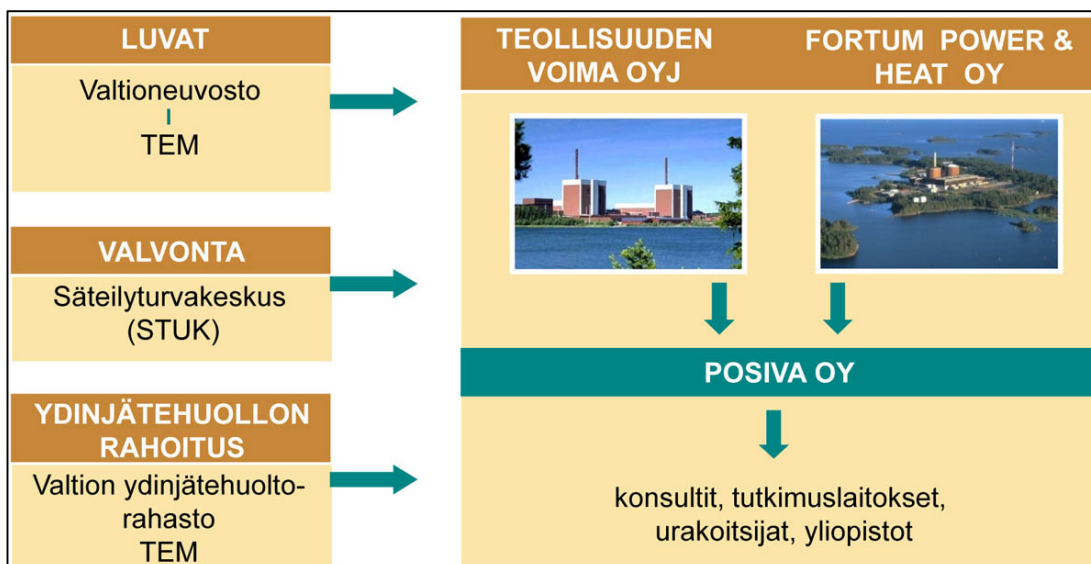 LUVAT
Valtioneuvosto
TEM
VALVONTA
Säteilyturvakeskus
(STUK)
YDINJÄTEHUOLLON
RAHOITUS
Valtion ydinjätehuolto-
rahasto
TEM
TEOLLISUUDEN
VOIMA OYJ
FORTUM POWER &
HEAT OY
POSIVA OY
konsultit, tutkimuslaitokset,
urakoitsijat, yliopistot